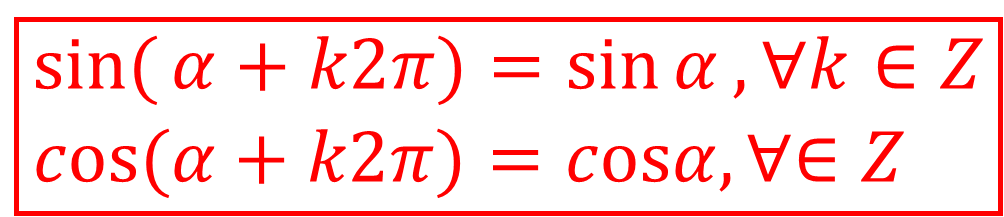 sin( α + k2π) = sin α , ∀k ∈ Z
cos(α + k2π) = cosα, ∀∈ Z